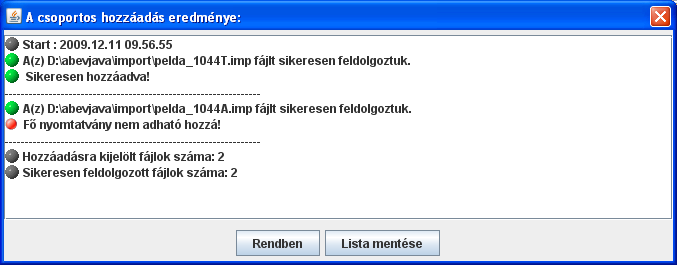 A csoportos hozzáadás eredménye:
Start : 2009.12.11 09.56.55
A(z) D:\abevjava\import\pelda_1044T.imp fájlt sikeresen feldolgoztuk.
Sikeresen hozzáadva!
------------------------------------------------------------
A(z) D:\abevjava\import\pelda_1044A.imp fájlt sikeresen feldolgoztuk.
Fő nyomtatvány nem adható hozzá!
------------------------------------------------------------
Hozzáadásra kijelölt fájlok száma: 2
Sikeresen feldolgozott fájlok száma: 2
Rendben Lista mentése